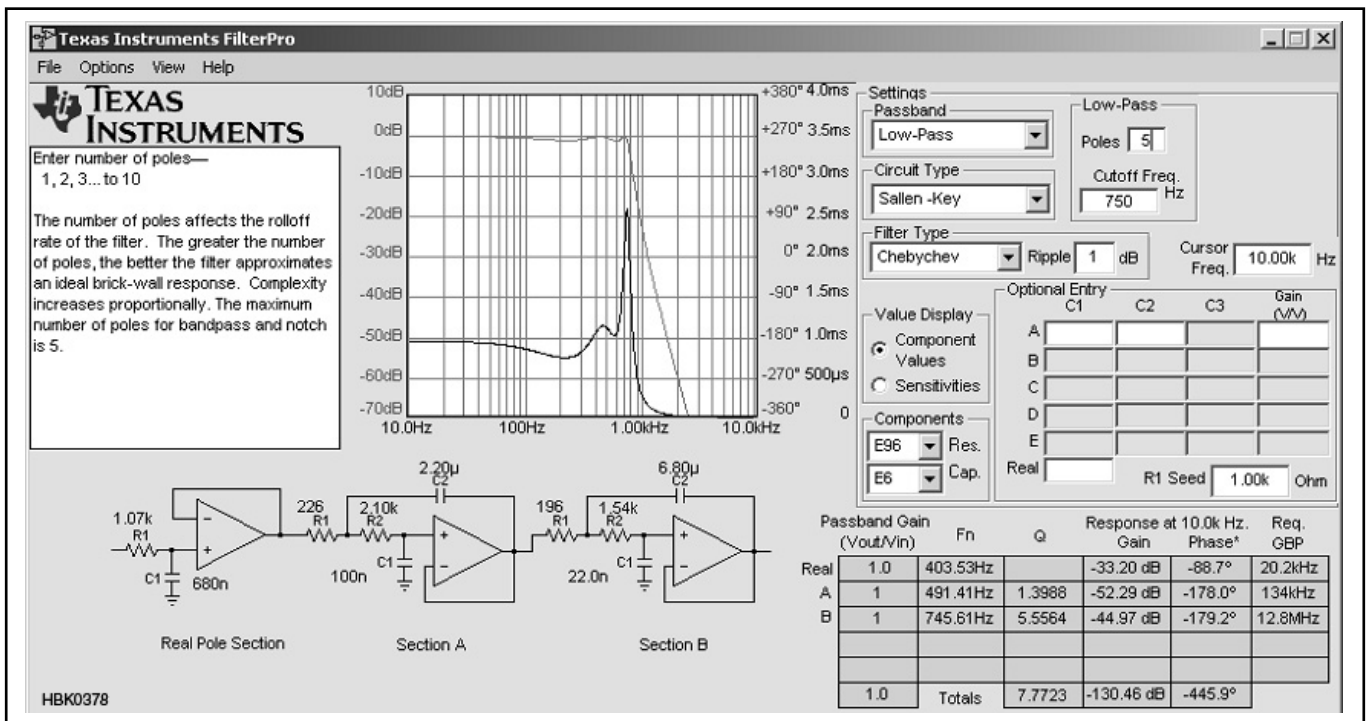 Texas Instruments FilterPro
File Options View Help
TEXAS
INSTRUMENTS
Enter number of poles—
1, 2, 3... to 10
The number of poles affects the rolloff
rate of the filter. The greater the number
of poles, the better the filter approximates
an ideal brick-wall response. Complexity
increases proportionally. The maximum
number of poles for bandpass and notch
is 5.
10dB
0dB
-10dB
-20dB
-30dB
-40dB
-50dB
-60dB
-70dB
+380° 4.0ms
+270° 3.5ms
+180° 3.0ms
+90° 2.5ms
0° 2.0ms
-90° 1.5ms
-180° 1.0ms
-270° 500µs
-360° 0
10.0Hz 100Hz 1.00kHz 10.0kHz
Settings
Passband
Low-Pass
Low-Pass
Poles 5
Cutoff Freq.
750 Hz
Circuit Type
Sallen -Key
Filter Type
Chebychev Ripple 1 dB
Cursor
Freq. 10.00k Hz
Value Display
Component
Values
Sensitivities
Optional Entry
C1 C2 C3 Gain
(V/V)
A
B
C
D
E
Real
R1 Seed 1.00k Ohm
Components
E96 Res.
E6 Cap.
1.07k
R1
C1
680n
Real Pole Section
2.20µ
C2
226
R1
2.10k
R2
C1
100n
Section A
6.80µ
C2
196
R1
1.54k
R2
C1
22.0n
Section B
Passband Gain
(Vout/Vin) Fn Q Response at 10.0k Hz. Req.
Gain Phase* GBP
Real 1.0 403.53Hz -33.20 dB -88.7° 20.2kHz
A 1 491.41Hz 1.3988 -52.29 dB -178.0° 134kHz
B 1 745.61Hz 5.5564 -44.97 dB -179.2° 12.8MHz
1.0 Totals 7.7723 -130.46 dB -445.9°
HBK0378